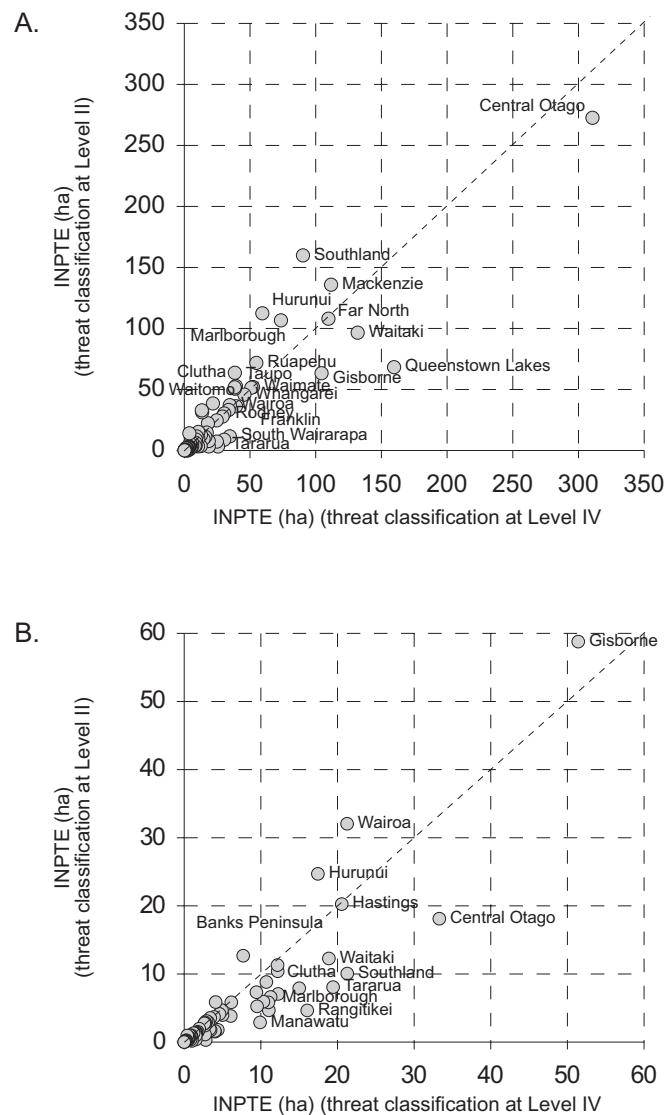 A.
INPTE (ha)
(threat classification at Level II)
350
300
250
200
150
100
50
0
Central Otago
Southland
Mackenzie
Hurunui
Far North
Marlborough
Waitaki
Ruapehu
Clutha
Taupo
Gisborne
Queenstown Lakes
Waitomo
Waimate
Whangarei
Wairoa
Rodney
Franklin
South Wairarapa
Tararua
0 50 100 150 200 250 300 350
INPTE (ha) (threat classification at Level IV
B.
INPTE (ha)
(threat classification at Level II)
60
50
40
30
20
10
0
Gisborne
Wairoa
Hurunui
Hastings
Banks Peninsula
Central Otago
Waitaki
Clutha
Southland
Tararua
Marlborough
Rangitikei
Manawatu
0 10 20 30 40 50 60
INPTE (ha) (threat classification at Level IV